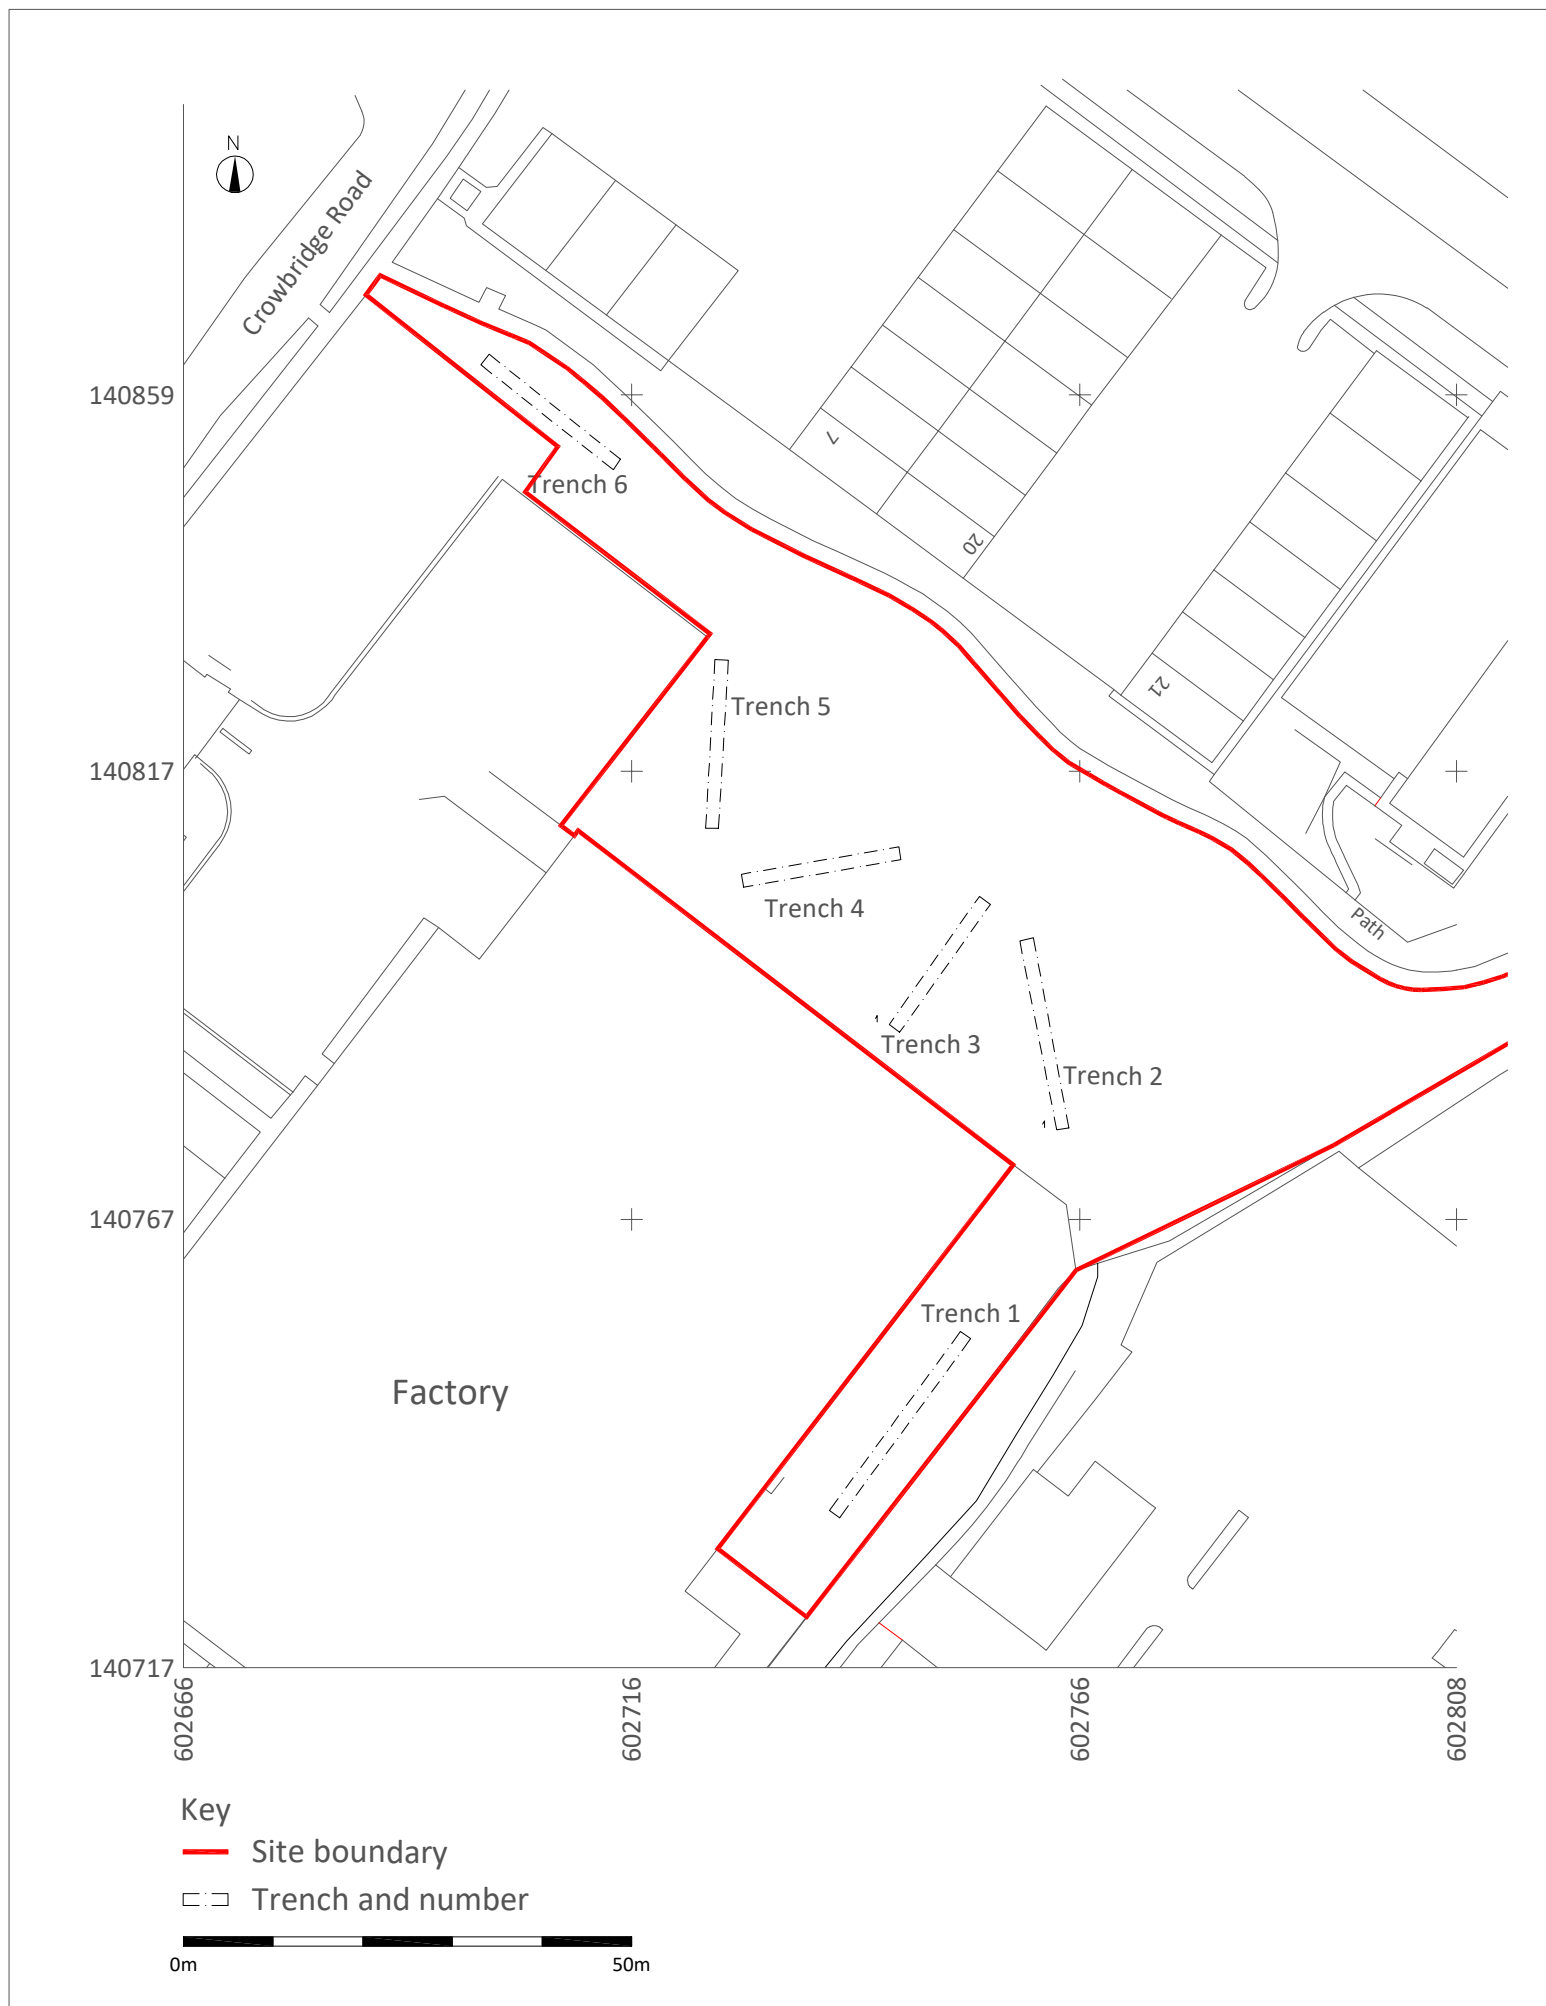 N
Crowbridge Road
140859
7
20
Trench 6
21
Trench 5
140817
Trench 4
Path
Trench 3
Trench 2
140767
Trench 1
Factory
140717
602666
602716
602766
602808
Key
Site boundary
Trench and number
0m
50m